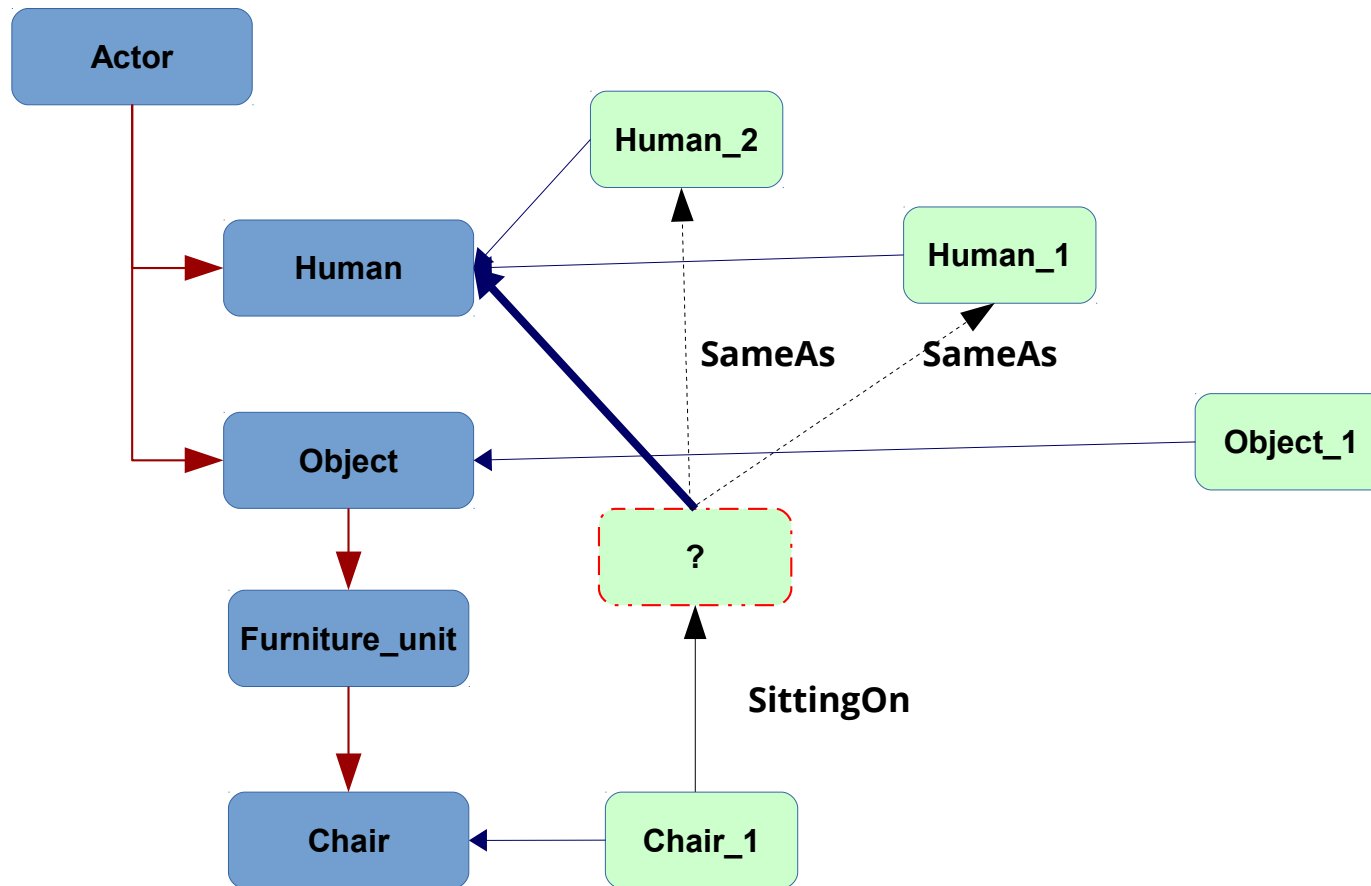 Actor
Human_2
Human_1
Human
SameAs
SameAs
Object_1
Object
?
Furniture_unit
SittingOn
Chair
Chair_1